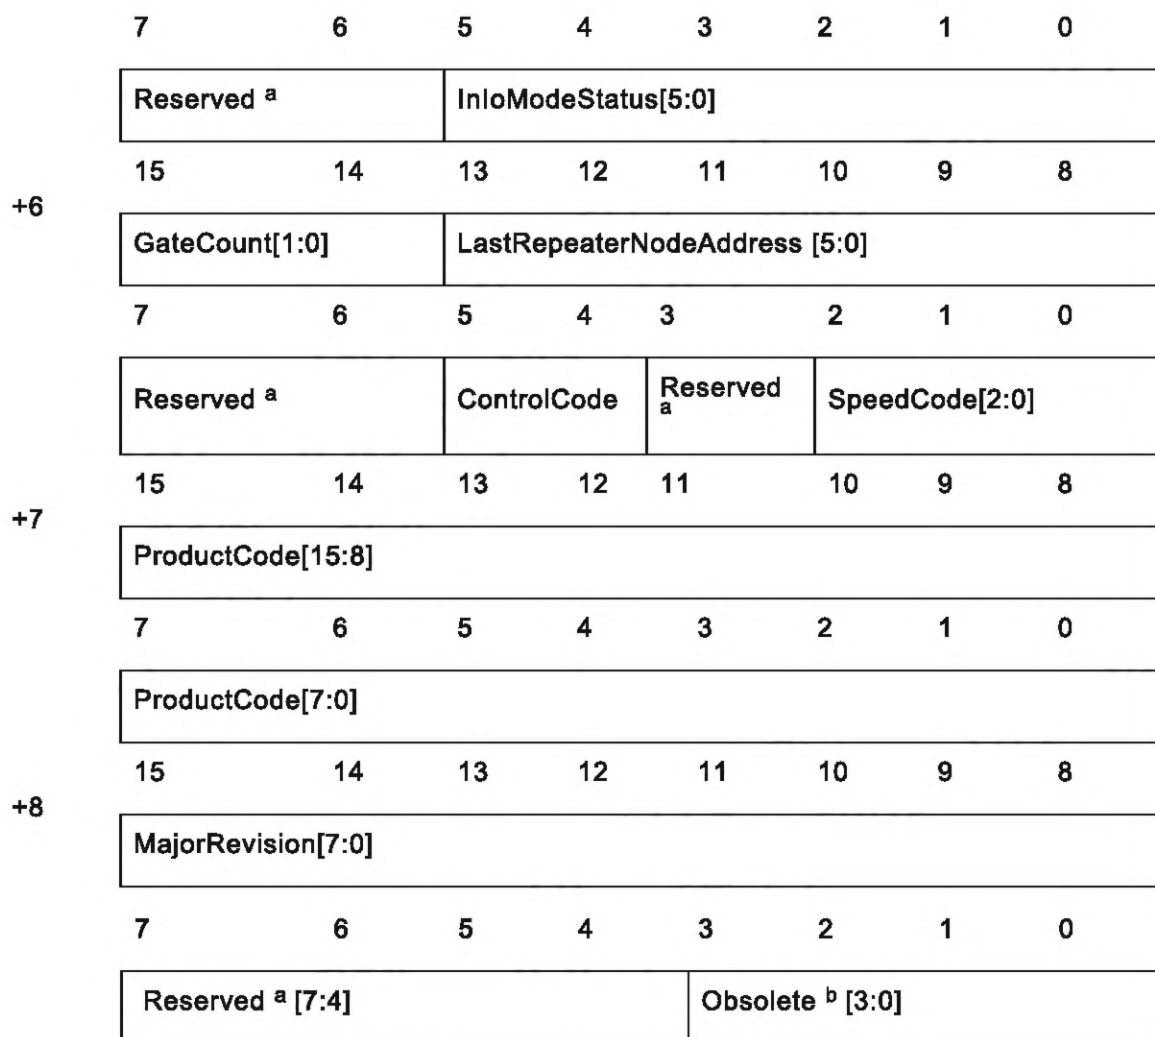 7 6 5 4 3 2 1 0
Reserved a InIoModeStatus[5:0]
15 14 13 12 11 10 9 8
+6
GateCount[1:0] LastRepeaterNodeAddress [5:0]
7 6 5 4 3 2 1 0
Reserved a ControlCode Reserved a SpeedCode[2:0]
15 14 13 12 11 10 9 8
+7
ProductCode[15:8]
7 6 5 4 3 2 1 0
ProductCode[7:0]
15 14 13 12 11 10 9 8
+8
MajorRevision[7:0]
7 6 5 4 3 2 1 0
Reserved a [7:4] Obsolete b [3:0]